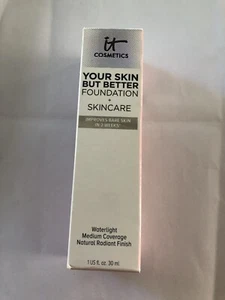 it
COSMETICS
YOUR SKIN
BUT BETTER
FOUNDATION
+
SKINCARE
IMPROVES BARE SKIN
IN 3 WEEKS!
Waterlight
Medium Coverage
Natural Radiant Finish
1 US fl. oz. 30 ml